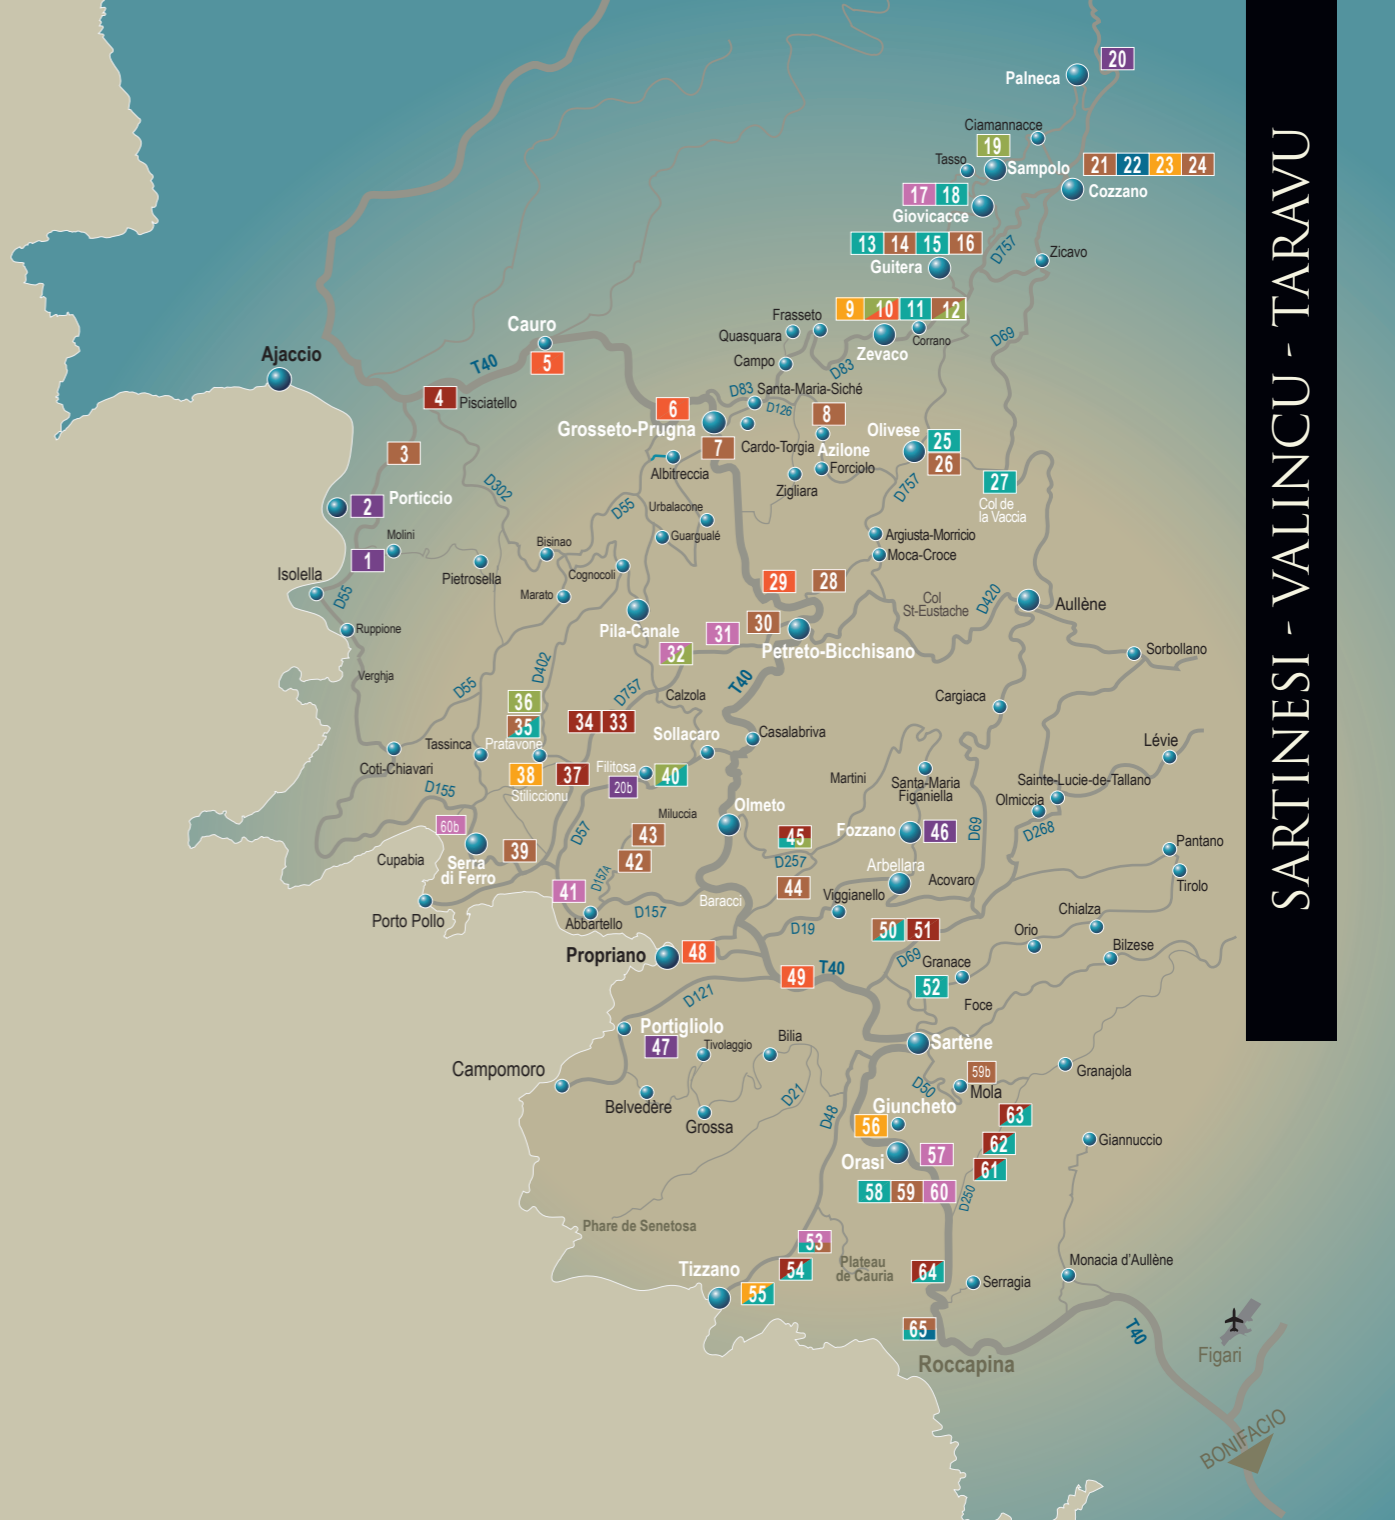 SARTINESI - VALINCU - TARAVU
20
Palneca
Ciamannacce
19
Tasso
Sampolo
21 22 23 24
Cozzano
17 18
Giovicacce
13 14 15 16
Guitera
D757
Zicavo
9 10 11 12
Frasseto
Quasquara
Corrano
Zevaco
D69
Campo
D83
Cauro
5
T40
Ajaccio
4
Pisciatello
D83
Santa-Maria-Siché
D126
6
8
Grosseto-Prugna
7
Cardo-Torgia
Azilone
Olivese
25
26
3
Albitreccia
Forciolo
Zigliara
27
Col de
la Vaccia
D757
D302
D55
2
Porticcio
Urbalacone
Molini
Guargualé
Argiusta-Morricio
Bisinao
Moca-Croce
1
Isolella
Pietrosella
Cognocoli
29
28
D55
Marato
Col
St-Eustache
D420
Aullène
Ruppione
Pila-Canale
31
30
Petreto-Bicchisano
32
Sorbollano
Verghja
D402
D55
D757
T40
Calzola
Cargiaca
36
35
34 33
Sollacaro
Casalabriva
Tassinca
Pratavone
Lévie
Coti-Chiavari
38
37
Filitosa
40
20b
Stiliccionu
Martini
Santa-Maria
Figaniella
Sainte-Lucie-de-Tallano
Olmiccia
D155
Olmeto
Miluccia
60b
D57
43
45
Fozzano
46
D69
D268
Pantano
39
42
D257
Cupabia
Serra
di Ferro
D157A
Arbellara
Acovaro
Tirolo
41
44
Viggianello
Baracci
Porto Pollo
Abbartello
D157
Chialza
D19
50 51
Orio
Bilzese
Propriano
48
D69
Granace
49
T40
52
Foce
D121
Portigliolo
47
Tivolaggio
Bilia
Sartène
Campomoro
59b
Granajola
D50
Mola
Belvedère
D21
Giuncheto
Grossa
D48
56
63
62
Giannuccio
Orasi
57
61
58 59 60
D250
Phare de Senetosa
53
Plateau
de Cauria
Tizzano
54
64
Monacia d'Aullène
Serragia
55
65
T40
Figari
Roccapina
BONIFACIO